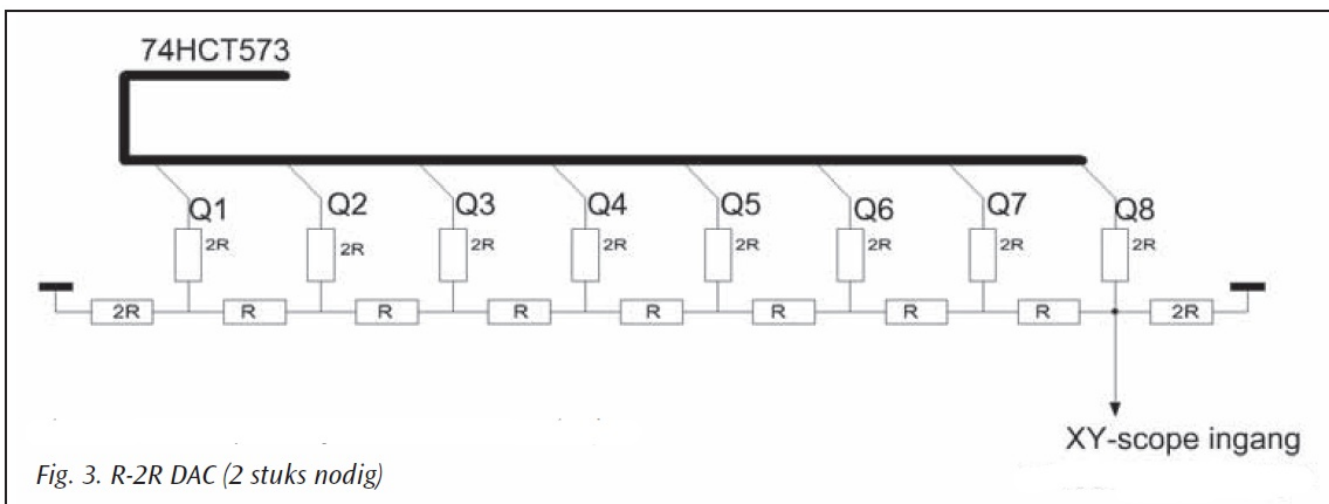 74HCT573
Q1 Q2 Q3 Q4 Q5 Q6 Q7 Q8
2R 2R 2R 2R 2R 2R 2R 2R
2R R R R R R R R 2R
XY-scope ingang
Fig. 3. R-2R DAC (2 stuks nodig)